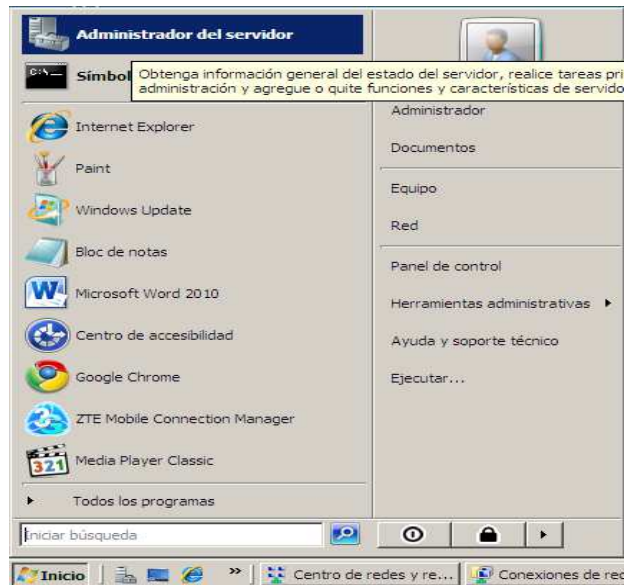 Administrador del servidor
Símbol
Obtenga información general del estado del servidor, realice tareas pri
administración y agregue o quite funciones y características de servido
Internet Explorer
Paint
Windows Update
Bloc de notas
Microsoft Word 2010
Centro de accesibilidad
Google Chrome
ZTE Mobile Connection Manager
Media Player Classic
Todos los programas
Iniciar búsqueda
Administrador
Documentos
Equipo
Red
Panel de control
Herramientas administrativas
Ayuda y soporte técnico
Ejecutar...
Inicio
Centro de redes y re...
Conexiones de rec